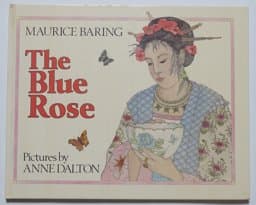 MAURICE BARING
The
Blue
Rose
Pictures by
ANNE DALTON